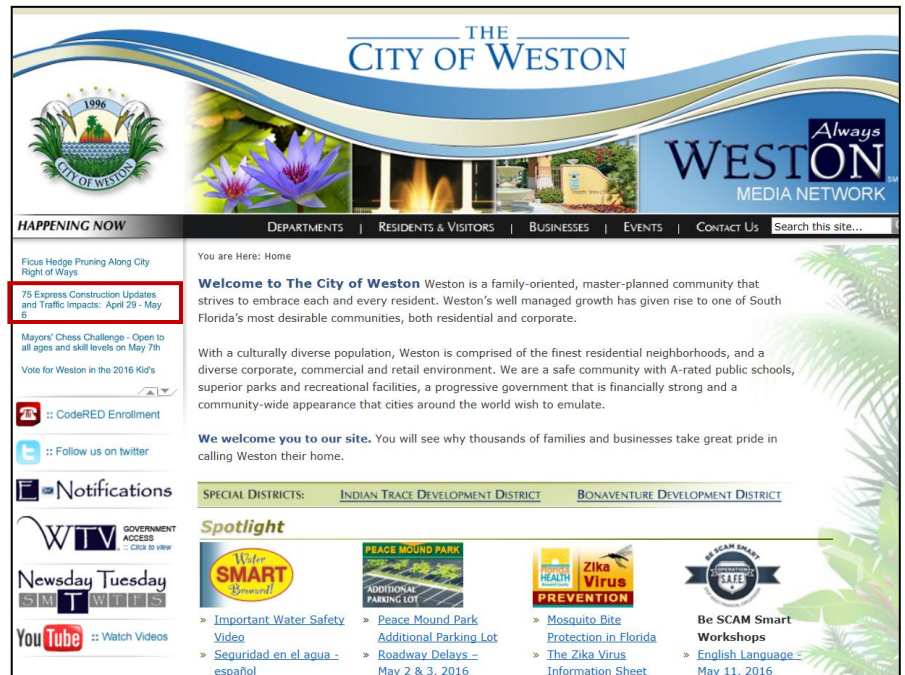 THE
CITY OF WESTON
1996
CITY OF WESTON
Always
WESTON
SM
MEDIA NETWORK
HAPPENING NOW
DEPARTMENTS | RESIDENTS & VISITORS | BUSINESSES | EVENTS | CONTACT US Search this site...
Ficus Hedge Pruning Along City
Right of Ways
75 Express Construction Updates
and Traffic Impacts: April 29 - May
6
Mayors' Chess Challenge - Open to
all ages and skill levels on May 7th
Vote for Weston in the 2016 Kid's
:: CodeRED Enrollment
:: Follow us on twitter
E Notifications
WTV GOVERNMENT
ACCESS
:: Click to view
Newsday Tuesday
S M T W T F S
YouTube :: Watch Videos
You are Here: Home
Welcome to The City of Weston Weston is a family-oriented, master-planned community that
strives to embrace each and every resident. Weston's well managed growth has given rise to one of South
Florida's most desirable communities, both residential and corporate.
With a culturally diverse population, Weston is comprised of the finest residential neighborhoods, and a
diverse corporate, commercial and retail environment. We are a safe community with A-rated public schools,
superior parks and recreational facilities, a progressive government that is financially strong and a
community-wide appearance that cities around the world wish to emulate.
We welcome you to our site. You will see why thousands of families and businesses take great pride in
calling Weston their home.
SPECIAL DISTRICTS: INDIAN TRACE DEVELOPMENT DISTRICT BONAVENTURE DEVELOPMENT DISTRICT
Spotlight
Water
SMART
Broward!
» Important Water Safety
Video
» Seguridad en el agua -
español
PEACE MOUND PARK
ADDITIONAL
PARKING LOT
» Peace Mound Park
Additional Parking Lot
» Roadway Delays –
May 2 & 3, 2016
Florida
HEALTH
Zika
Virus
PREVENTION
» Mosquito Bite
Protection in Florida
» The Zika Virus
Information Sheet
BE SCAM SMART
OPERATION
S.A.F.E.
Be SCAM Smart
Workshops
» English Language -
May 11, 2016